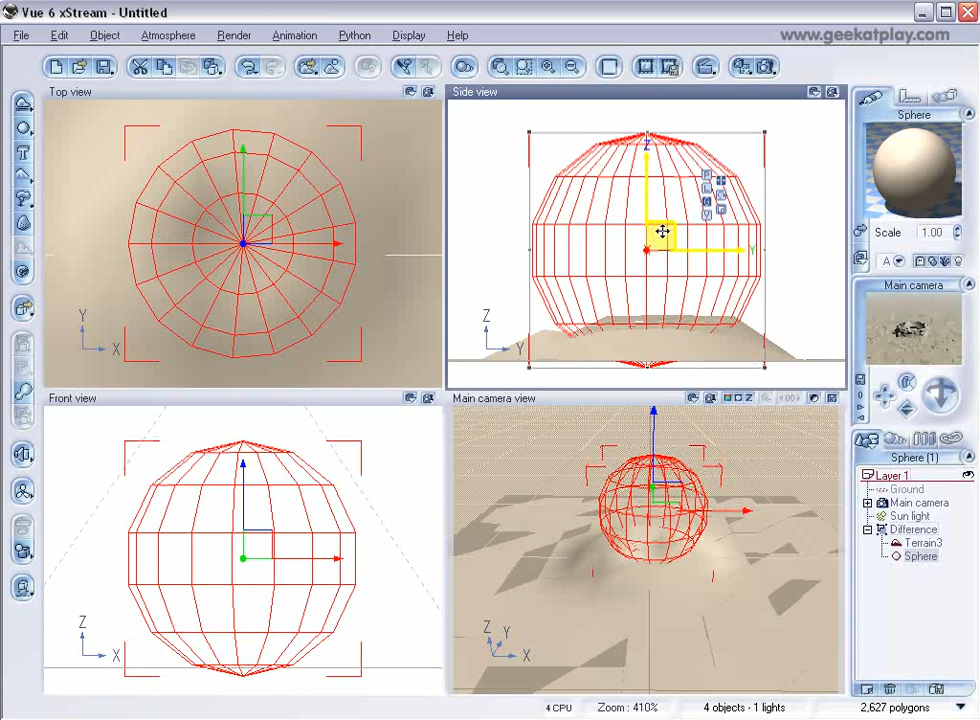 Vue 6 xStream - Untitled
File Edit Object Atmosphere Render Animation Python Display Help
www.geekatplay.com
Top view
Side view
Sphere
Z
Y
Z
Y
Y
X
Scale 1.00
A
Main camera
Front view
Main camera view
Sphere (1)
Layer 1
Ground
Main camera
Sun light
Difference
Terrain3
Sphere
Z
X
Z
Y
X
4 CPU Zoom : 410% 4 objects - 1 lights 2,627 polygons